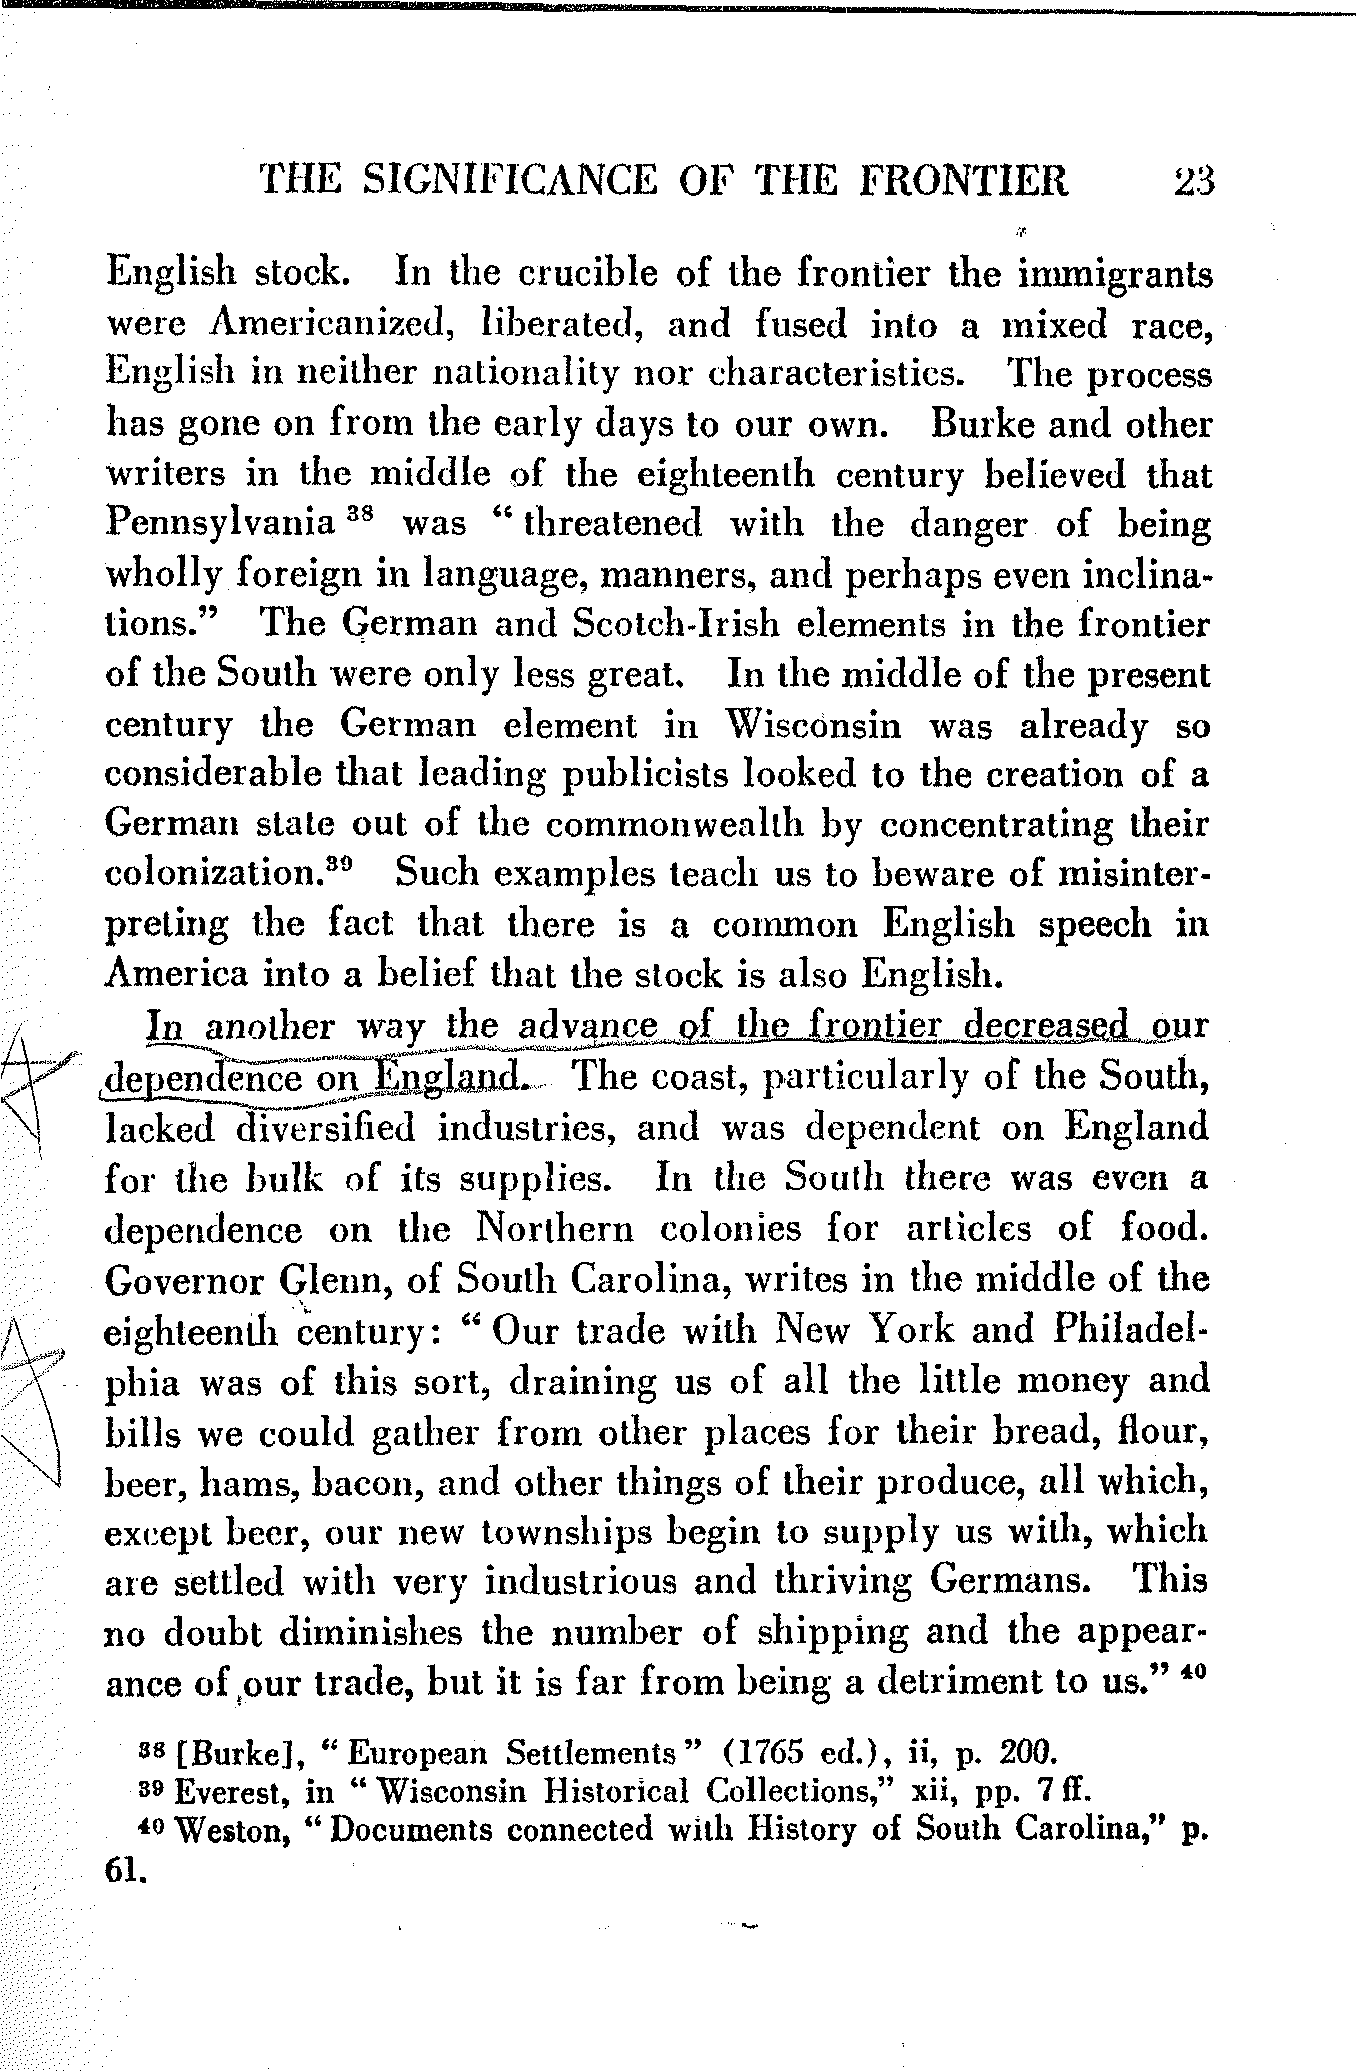 THE SIGNIFICANCE OF THE FRONTIER 23
English stock. In the crucible of the frontier the immigrants
were Americanized, liberated, and fused into a mixed race,
English in neither nationality nor characteristics. The process
has gone on from the early days to our own. Burke and other
writers in the middle of the eighteenth century believed that
Pennsylvania ³⁸ was “ threatened with the danger of being
wholly foreign in language, manners, and perhaps even inclina-
tions.” The German and Scotch-Irish elements in the frontier
of the South were only less great. In the middle of the present
century the German element in Wisconsin was already so
considerable that leading publicists looked to the creation of a
German state out of the commonwealth by concentrating their
colonization.³⁹ Such examples teach us to beware of misinter-
preting the fact that there is a common English speech in
America into a belief that the stock is also English.
In another way the advance of the frontier decreased our
dependence on England. The coast, particularly of the South,
lacked diversified industries, and was dependent on England
for the bulk of its supplies. In the South there was even a
dependence on the Northern colonies for articles of food.
Governor Glenn, of South Carolina, writes in the middle of the
eighteenth century: “ Our trade with New York and Philadel-
phia was of this sort, draining us of all the little money and
bills we could gather from other places for their bread, flour,
beer, hams, bacon, and other things of their produce, all which,
except beer, our new townships begin to supply us with, which
are settled with very industrious and thriving Germans. This
no doubt diminishes the number of shipping and the appear-
ance of our trade, but it is far from being a detriment to us.” ⁴⁰
³⁸ [Burke], “ European Settlements ” (1765 ed.), ii, p. 200.
³⁹ Everest, in “ Wisconsin Historical Collections,” xii, pp. 7 ff.
⁴⁰ Weston, “ Documents connected with History of South Carolina,” p.
61.